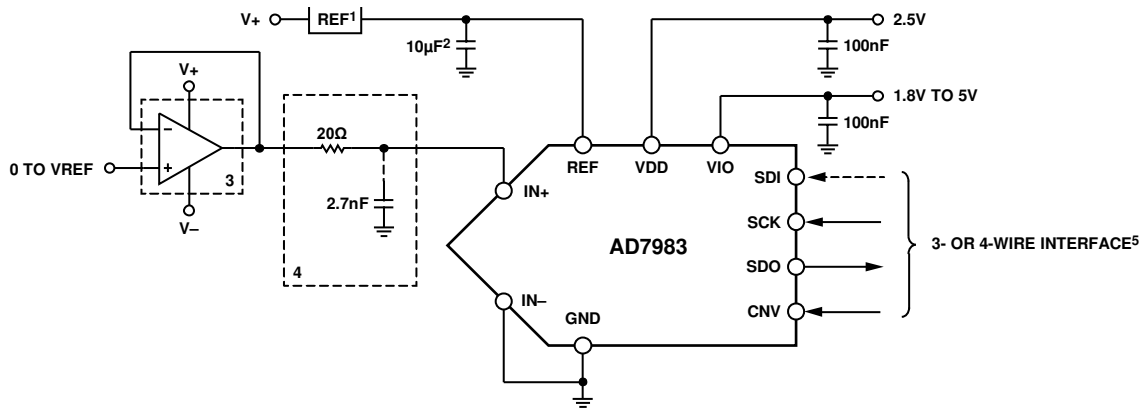 V+
REF1
10µF2
2.5V
100nF
1.8V TO 5V
100nF
V+
−
+
3
V–
0 TO VREF
20Ω
2.7nF
4
REF
VDD
VIO
IN+
IN–
GND
AD7983
SDI
SCK
SDO
CNV
3- OR 4-WIRE INTERFACE5